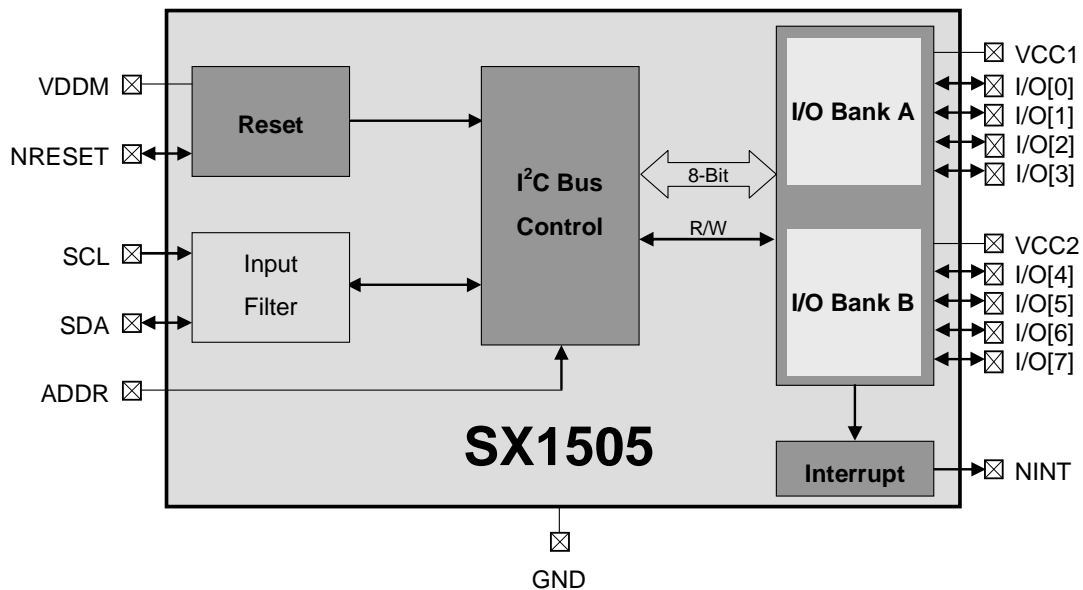 VDDM
NRESET
SCL
SDA
ADDR
Reset
Input
Filter
I²C Bus
Control
8-Bit
R/W
I/O Bank A
I/O Bank B
Interrupt
VCC1
I/O[0]
I/O[1]
I/O[2]
I/O[3]
VCC2
I/O[4]
I/O[5]
I/O[6]
I/O[7]
NINT
SX1505
GND